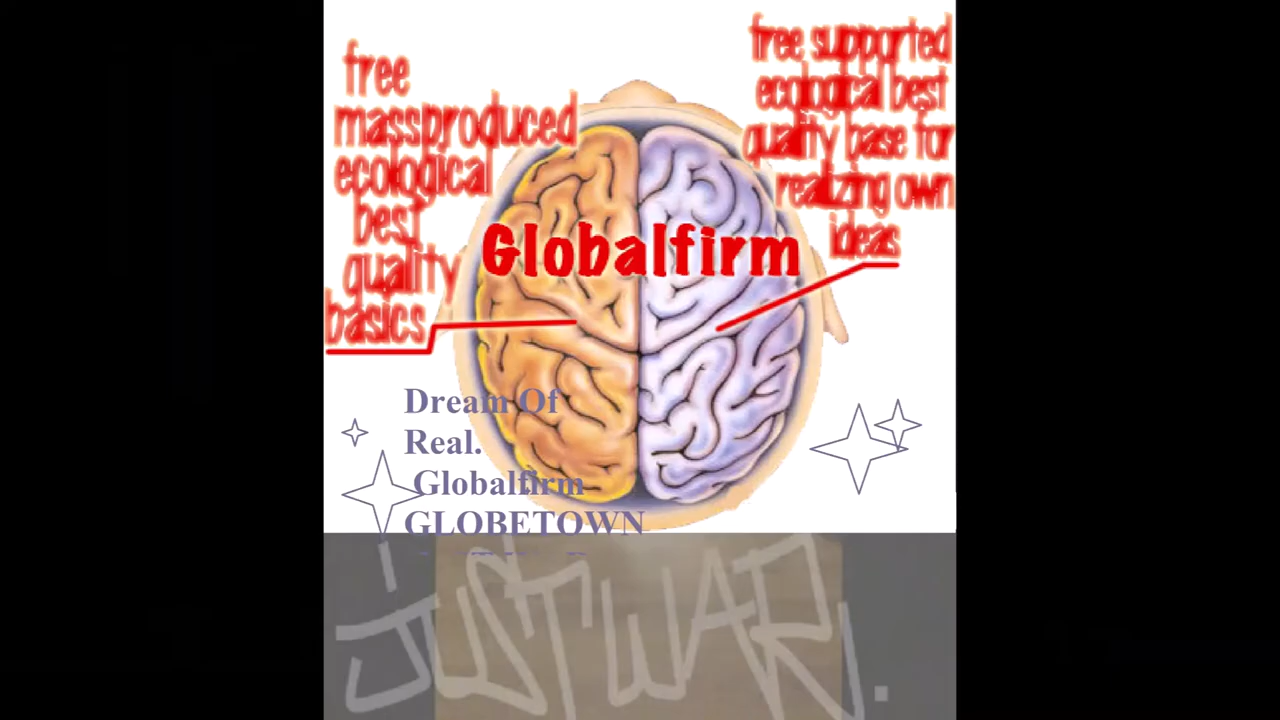 free
massproduced
ecological
best
quality
basics
free supported
ecological best
quality base for
realizing own
ideas
Globalfirm
Dream Of
Real.
Globalfirm
GLOBETOWN
JUSTWAR.